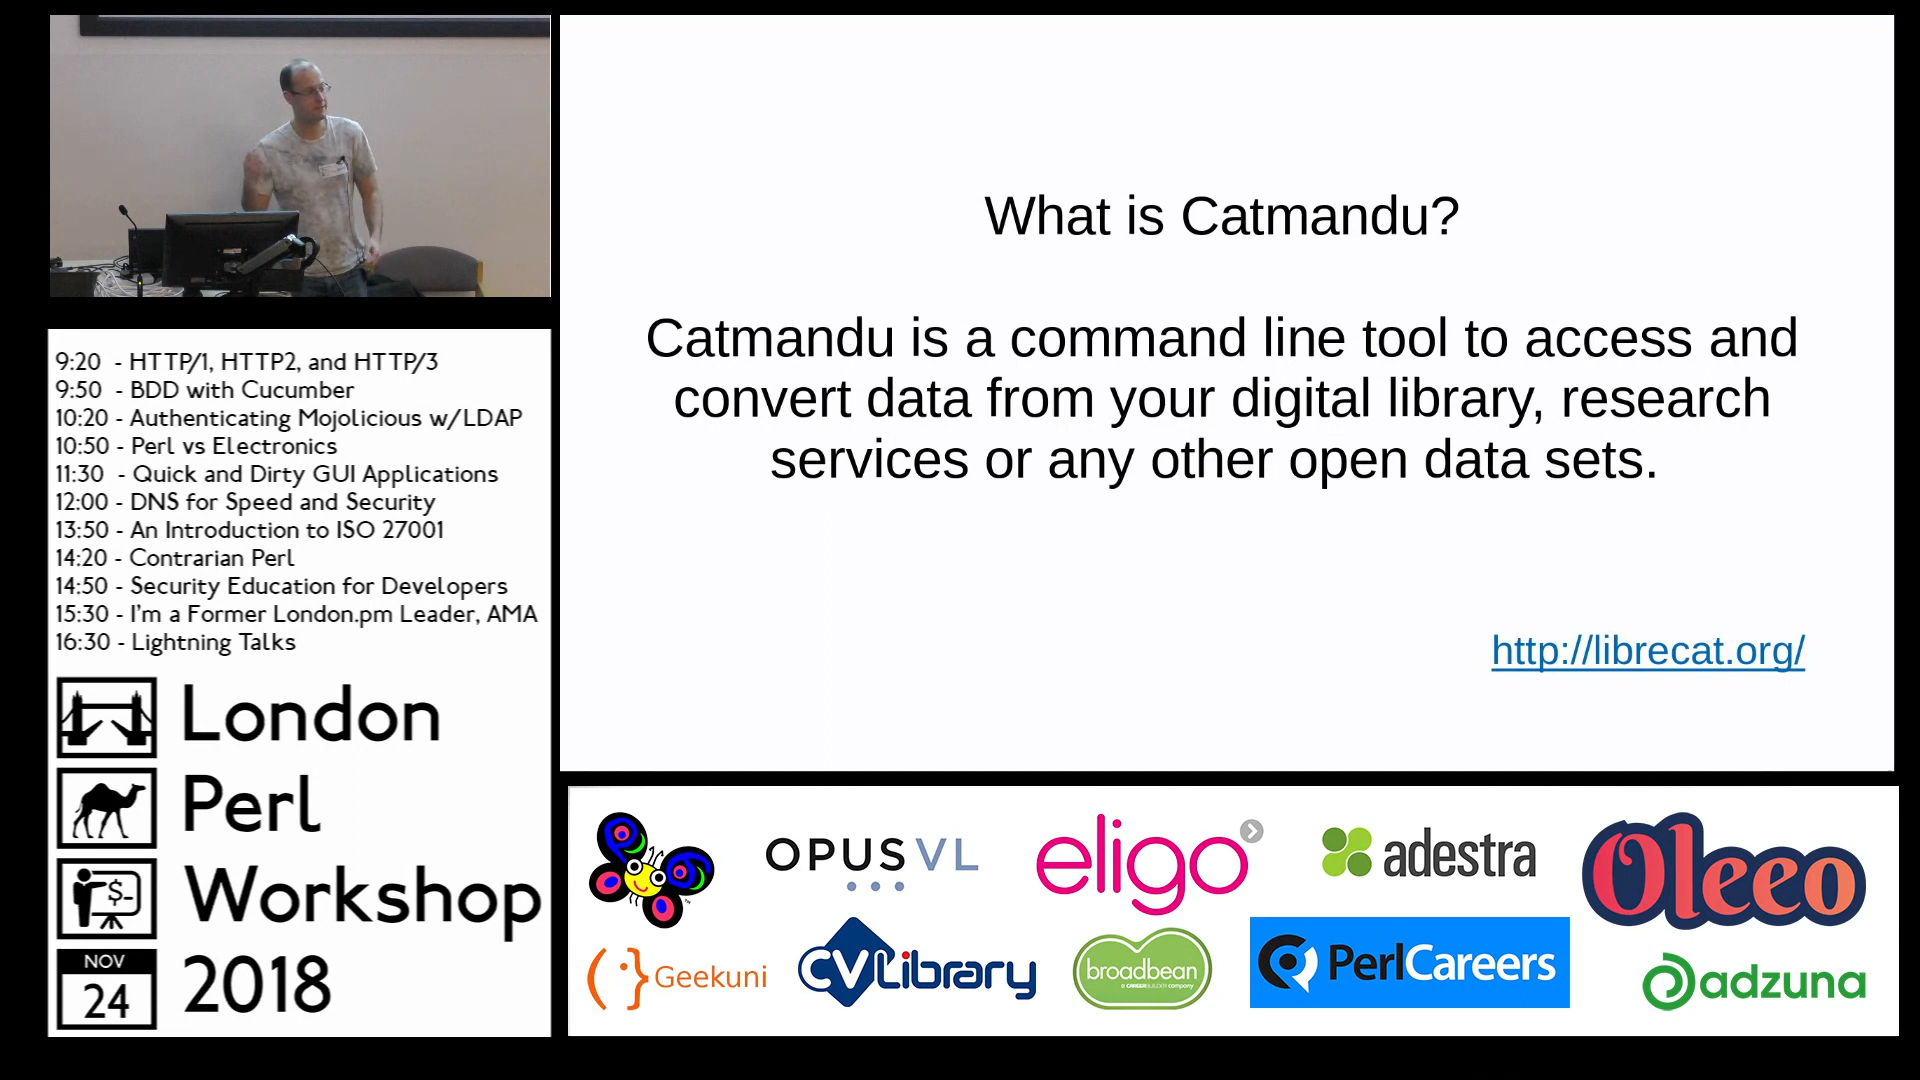 What is Catmandu?
Catmandu is a command line tool to access and
convert data from your digital library, research
services or any other open data sets.
http://librecat.org/
9:20 - HTTP/1, HTTP2, and HTTP/3
9:50 - BDD with Cucumber
10:20 - Authenticating Mojolicious w/LDAP
10:50 - Perl vs Electronics
11:30 - Quick and Dirty GUI Applications
12:00 - DNS for Speed and Security
13:50 - An Introduction to ISO 27001
14:20 - Contrarian Perl
14:50 - Security Education for Developers
15:30 - I'm a Former London.pm Leader, AMA
16:30 - Lightning Talks
London
Perl
$-
Workshop
NOV
24
2018
OPUS VL
eligo
adestra
Oleeo
Geekuni
CVLibrary
broadbean
a CAREERBUILDER company
PerlCareers
adzuna